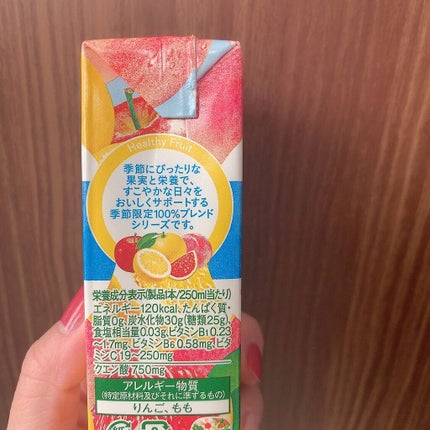 Healthy Fruit
季節にぴったりな
果実と栄養で、
すこやかな日々を
おいしくサポートする
季節限定100%ブレンド
シリーズです。
栄養成分表示(製品1本/250ml当たり)
エネルギー120kcal、たんぱく質・
脂質0g、炭水化物30g(糖類25g)、
食塩相当量0.03g、ビタミンB1 0.23
~1.7mg、ビタミンB6 0.58mg、ビタ
ミンC 19~250mg
クエン酸 750mg
アレルギー物質
(特定原材料及びそれに準ずるもの)
りんご、もも